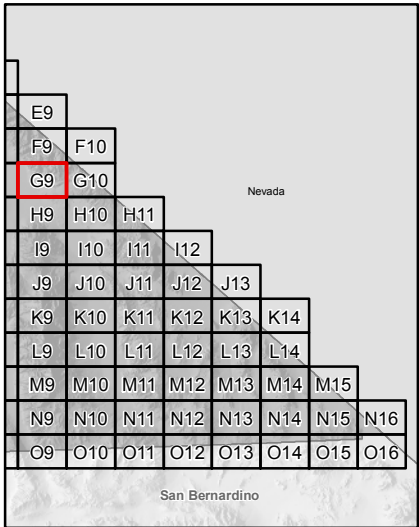 E9
F9 F10
G9 G10
Nevada
H9 H10 H11
I9 I10 I11 I12
J9 J10 J11 J12 J13
K9 K10 K11 K12 K13 K14
L9 L10 L11 L12 L13 L14
M9 M10 M11 M12 M13 M14 M15
N9 N10 N11 N12 N13 N14 N15 N16
O9 O10 O11 O12 O13 O14 O15 O16
San Bernardino